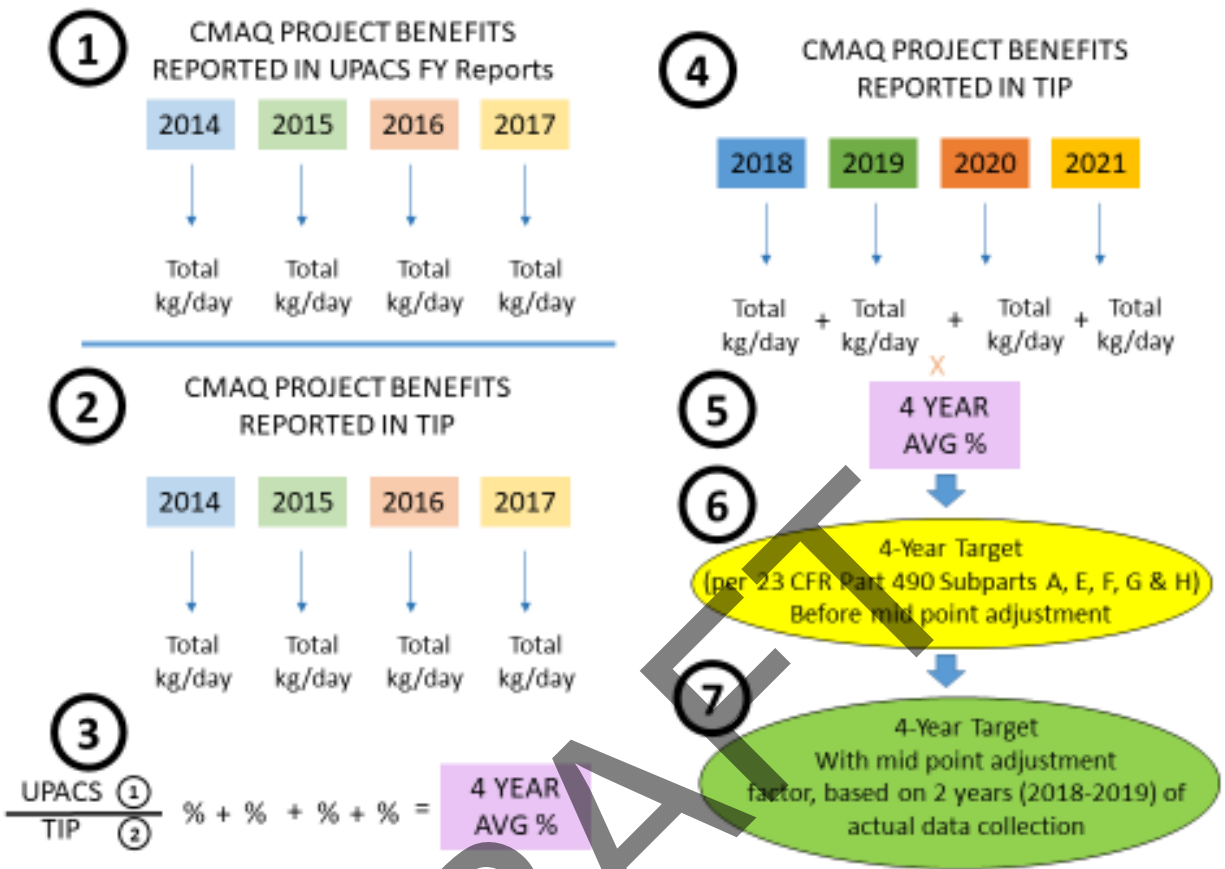 1
CMAQ PROJECT BENEFITS
REPORTED IN UPACS FY Reports
2014 2015 2016 2017
Total Total Total Total
kg/day kg/day kg/day kg/day
2
CMAQ PROJECT BENEFITS
REPORTED IN TIP
2014 2015 2016 2017
Total Total Total Total
kg/day kg/day kg/day kg/day
3
UPACS 1
TIP 2
% + % + % + % =
4 YEAR
AVG %
4
CMAQ PROJECT BENEFITS
REPORTED IN TIP
2018 2019 2020 2021
Total + Total + Total + Total
kg/day kg/day kg/day kg/day
X
5
4 YEAR
AVG %
6
4-Year Target
(per 23 CFR Part 490 Subparts A, E, F, G & H)
Before mid point adjustment
7
4-Year Target
With mid point adjustment
factor, based on 2 years (2018-2019) of
actual data collection